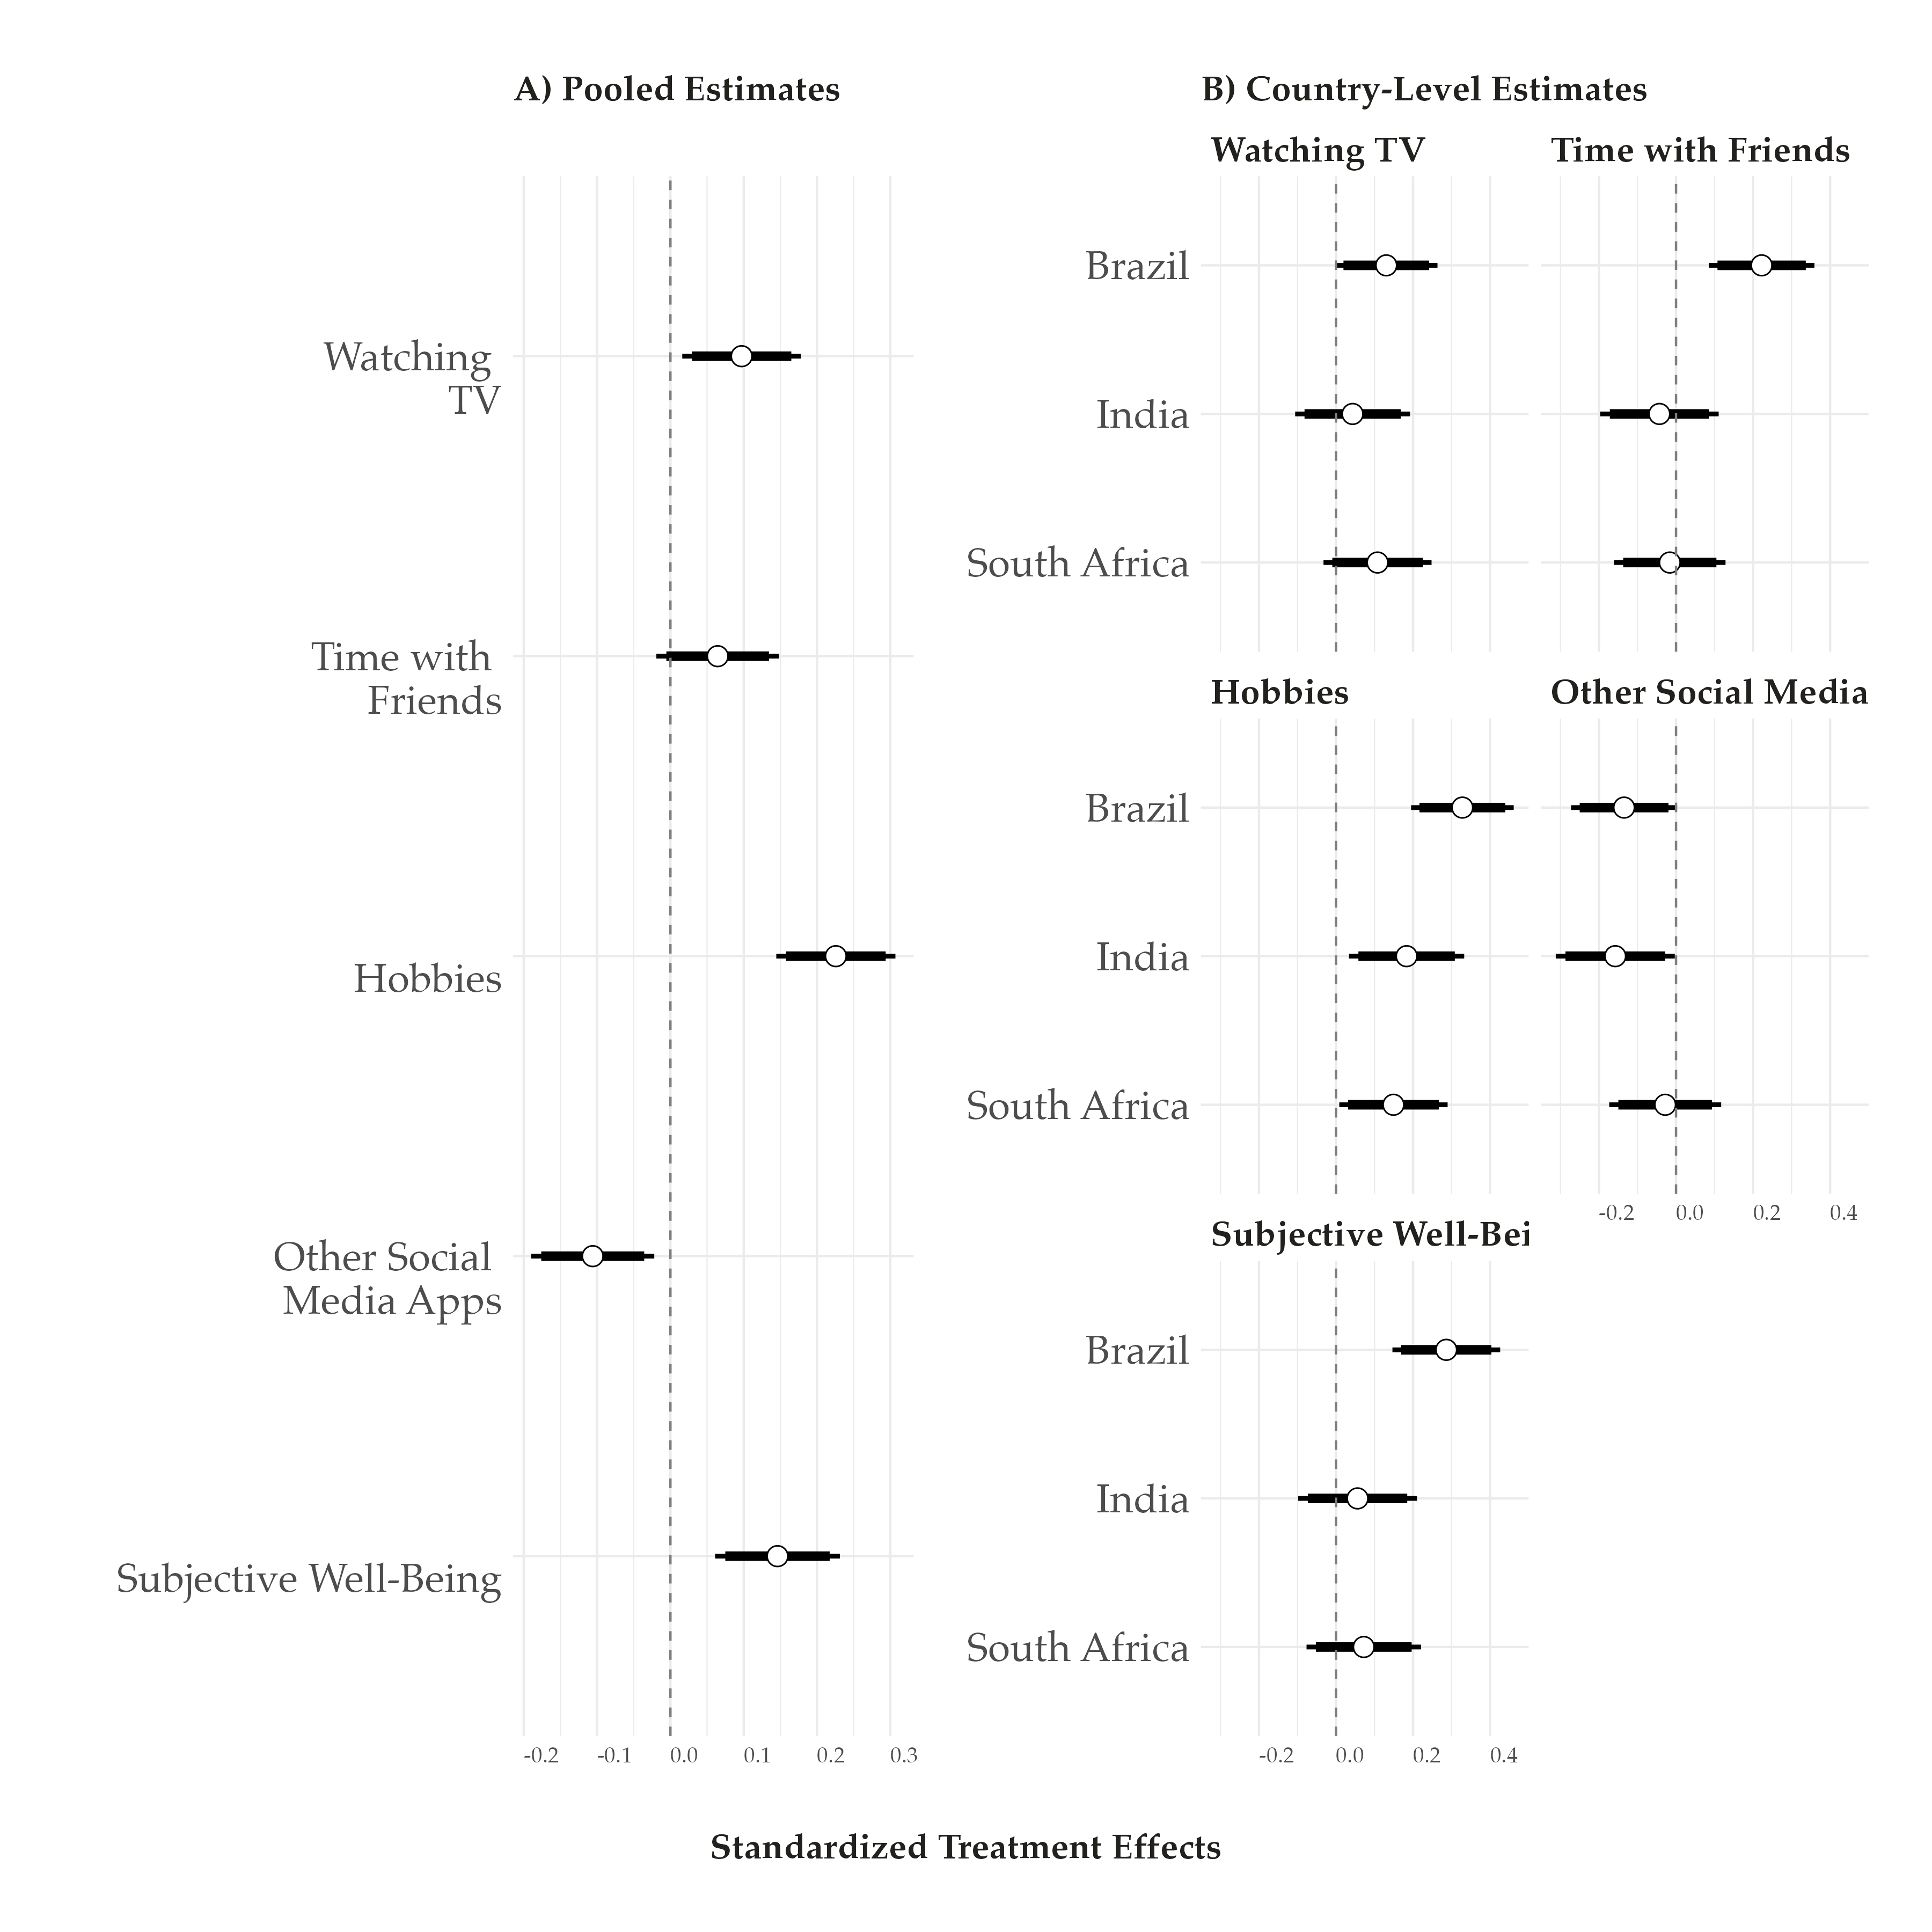 A) Pooled Estimates
Watching
TV
Time with
Friends
Hobbies
Other Social
Media Apps
Subjective Well-Being
-0.2 -0.1 0.0 0.1 0.2 0.3
B) Country-Level Estimates
Watching TV Time with Friends
Brazil
India
South Africa
Hobbies Other Social Media
Brazil
India
South Africa
-0.2 0.0 0.2 0.4
Subjective Well-Bei
Brazil
India
South Africa
-0.2 0.0 0.2 0.4
Standardized Treatment Effects